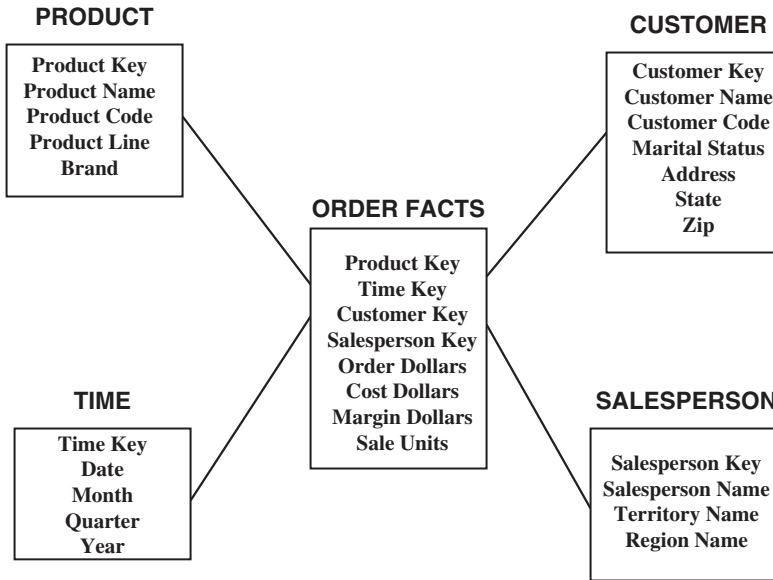 PRODUCT
Product Key
Product Name
Product Code
Product Line
Brand
CUSTOMER
Customer Key
Customer Name
Customer Code
Marital Status
Address
State
Zip
ORDER FACTS
Product Key
Time Key
Customer Key
Salesperson Key
Order Dollars
Cost Dollars
Margin Dollars
Sale Units
TIME
Time Key
Date
Month
Quarter
Year
SALESPERSON
Salesperson Key
Salesperson Name
Territory Name
Region Name